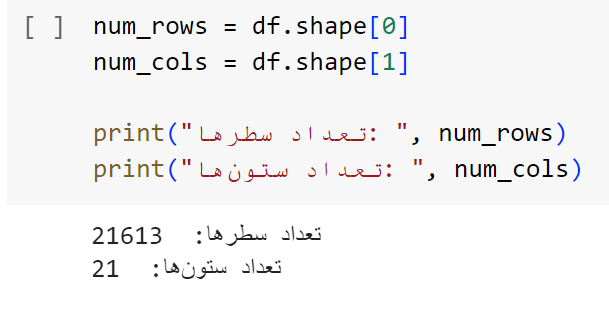 [ ] num_rows = df.shape[0]
num_cols = df.shape[1]
print("تعداد سطرها: ", num_rows)
print("تعداد ستون‌ها: ", num_cols)
تعداد سطرها:  21613
تعداد ستون‌ها:  21